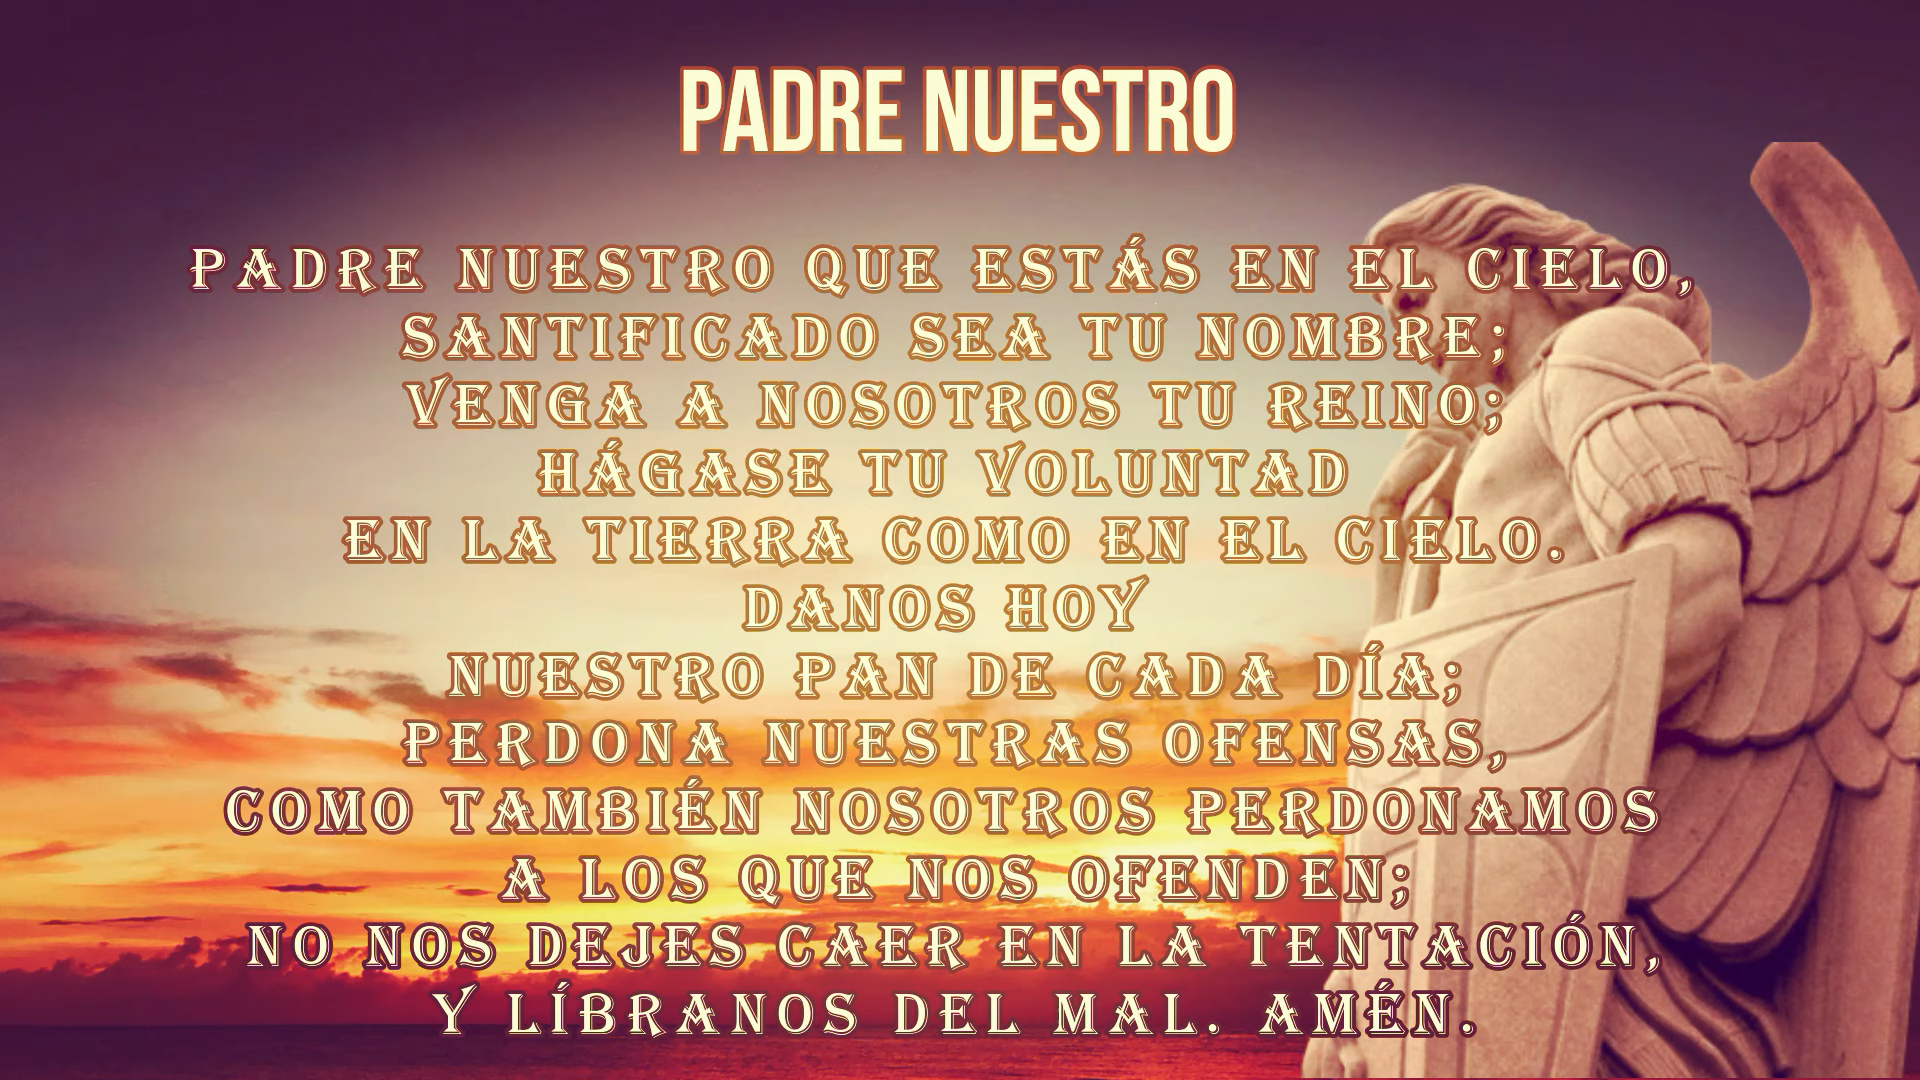 PADRE NUESTRO
PADRE NUESTRO QUE ESTÁS EN EL CIELO,
SANTIFICADO SEA TU NOMBRE;
VENGA A NOSOTROS TU REINO;
HÁGASE TU VOLUNTAD
EN LA TIERRA COMO EN EL CIELO.
DANOS HOY
NUESTRO PAN DE CADA DÍA;
PERDONA NUESTRAS OFENSAS,
COMO TAMBIÉN NOSOTROS PERDONAMOS
A LOS QUE NOS OFENDEN;
NO NOS DEJES CAER EN LA TENTACIÓN,
Y LÍBRANOS DEL MAL. AMÉN.